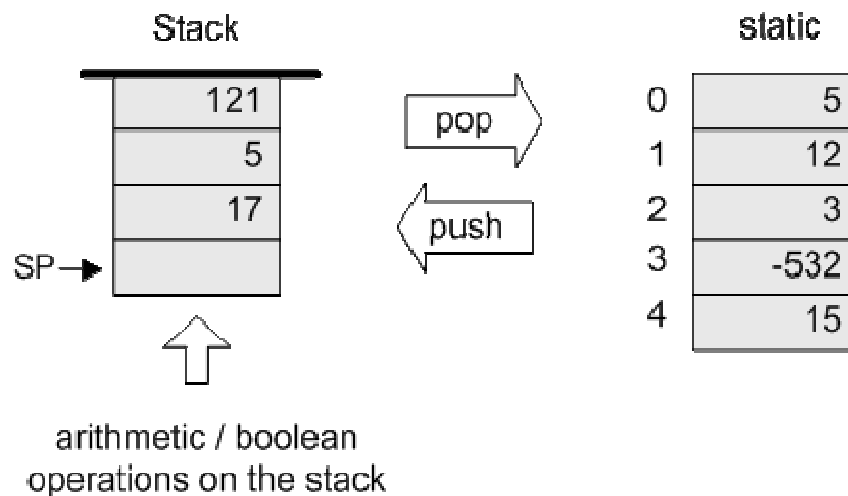 Stack
static
121
5
17
SP
pop
push
0 5
1 12
2 3
3 -532
4 15
arithmetic / boolean
operations on the stack